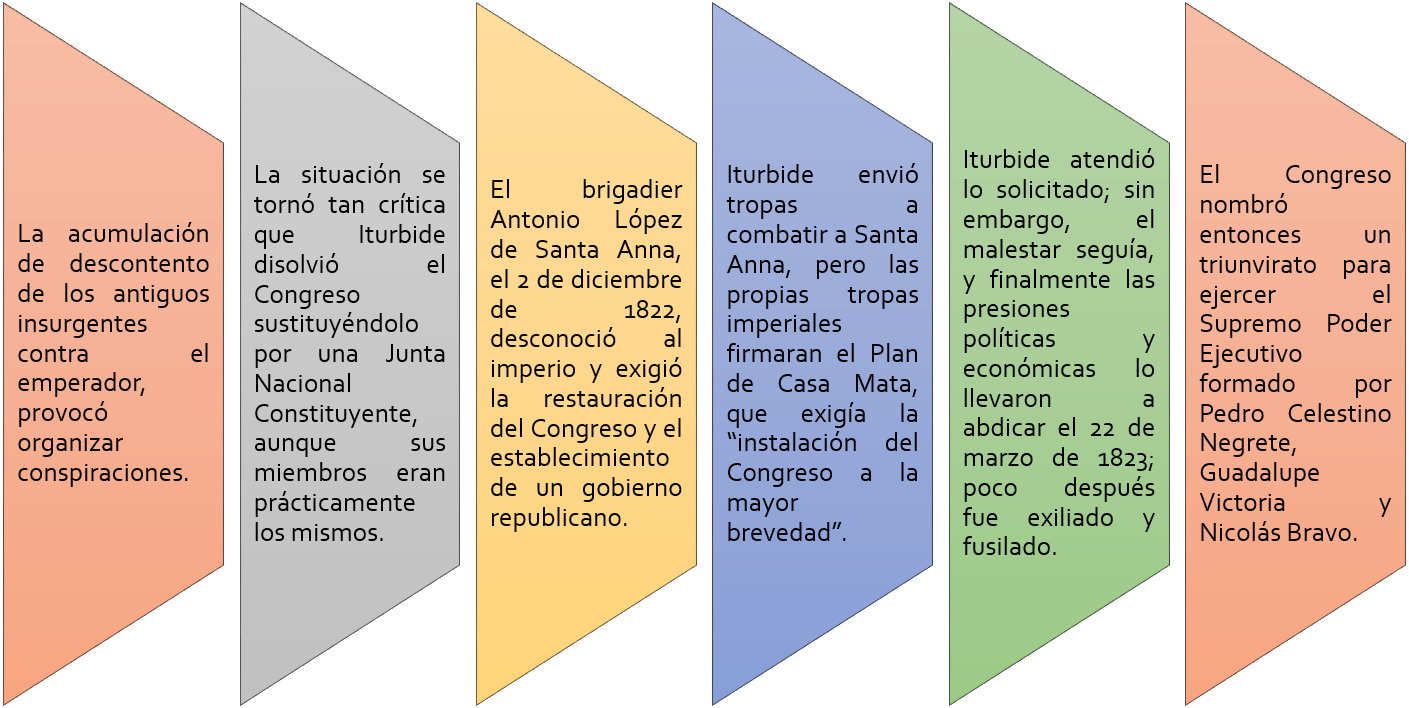 La acumulación
de descontento
de los antiguos
insurgentes
contra el
emperador,
provocó
organizar
conspiraciones.
La situación se
tornó tan crítica
que Iturbide
disolvió el
Congreso
sustituyéndolo
por una Junta
Nacional
Constituyente,
aunque sus
miembros eran
prácticamente
los mismos.
El brigadier
Antonio López
de Santa Anna,
el 2 de diciembre
de 1822,
desconoció al
imperio y exigió
la restauración
del Congreso y el
establecimiento
de un gobierno
republicano.
Iturbide envió
tropas a
combatir a Santa
Anna, pero las
propias tropas
imperiales
firmaran el Plan
de Casa Mata,
que exigía la
“instalación del
Congreso a la
mayor
brevedad”.
Iturbide atendió
lo solicitado; sin
embargo, el
malestar seguía,
y finalmente las
presiones
políticas y
económicas lo
llevaron a
abdicar el 22 de
marzo de 1823;
poco después
fue exiliado y
fusilado.
El Congreso
nombró
entonces un
triunvirato para
ejercer el
Supremo Poder
Ejecutivo
formado por
Pedro Celestino
Negrete,
Guadalupe
Victoria y
Nicolás Bravo.